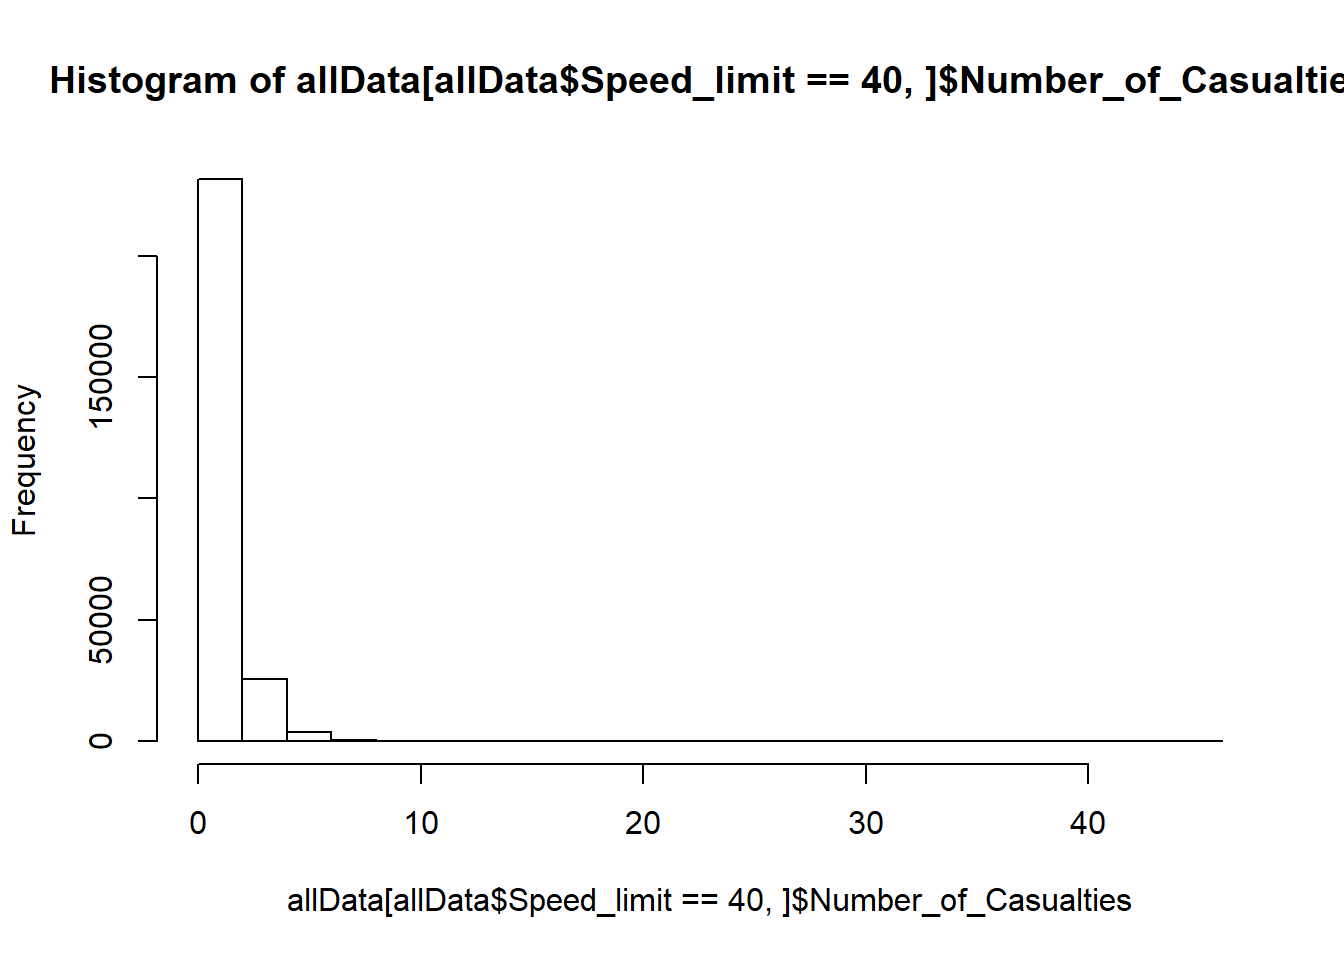 Histogram of allData[allData$Speed_limit == 40, ]$Number_of_Casualtie
Frequency
150000
50000
0
0 10 20 30 40
allData[allData$Speed_limit == 40, ]$Number_of_Casualties